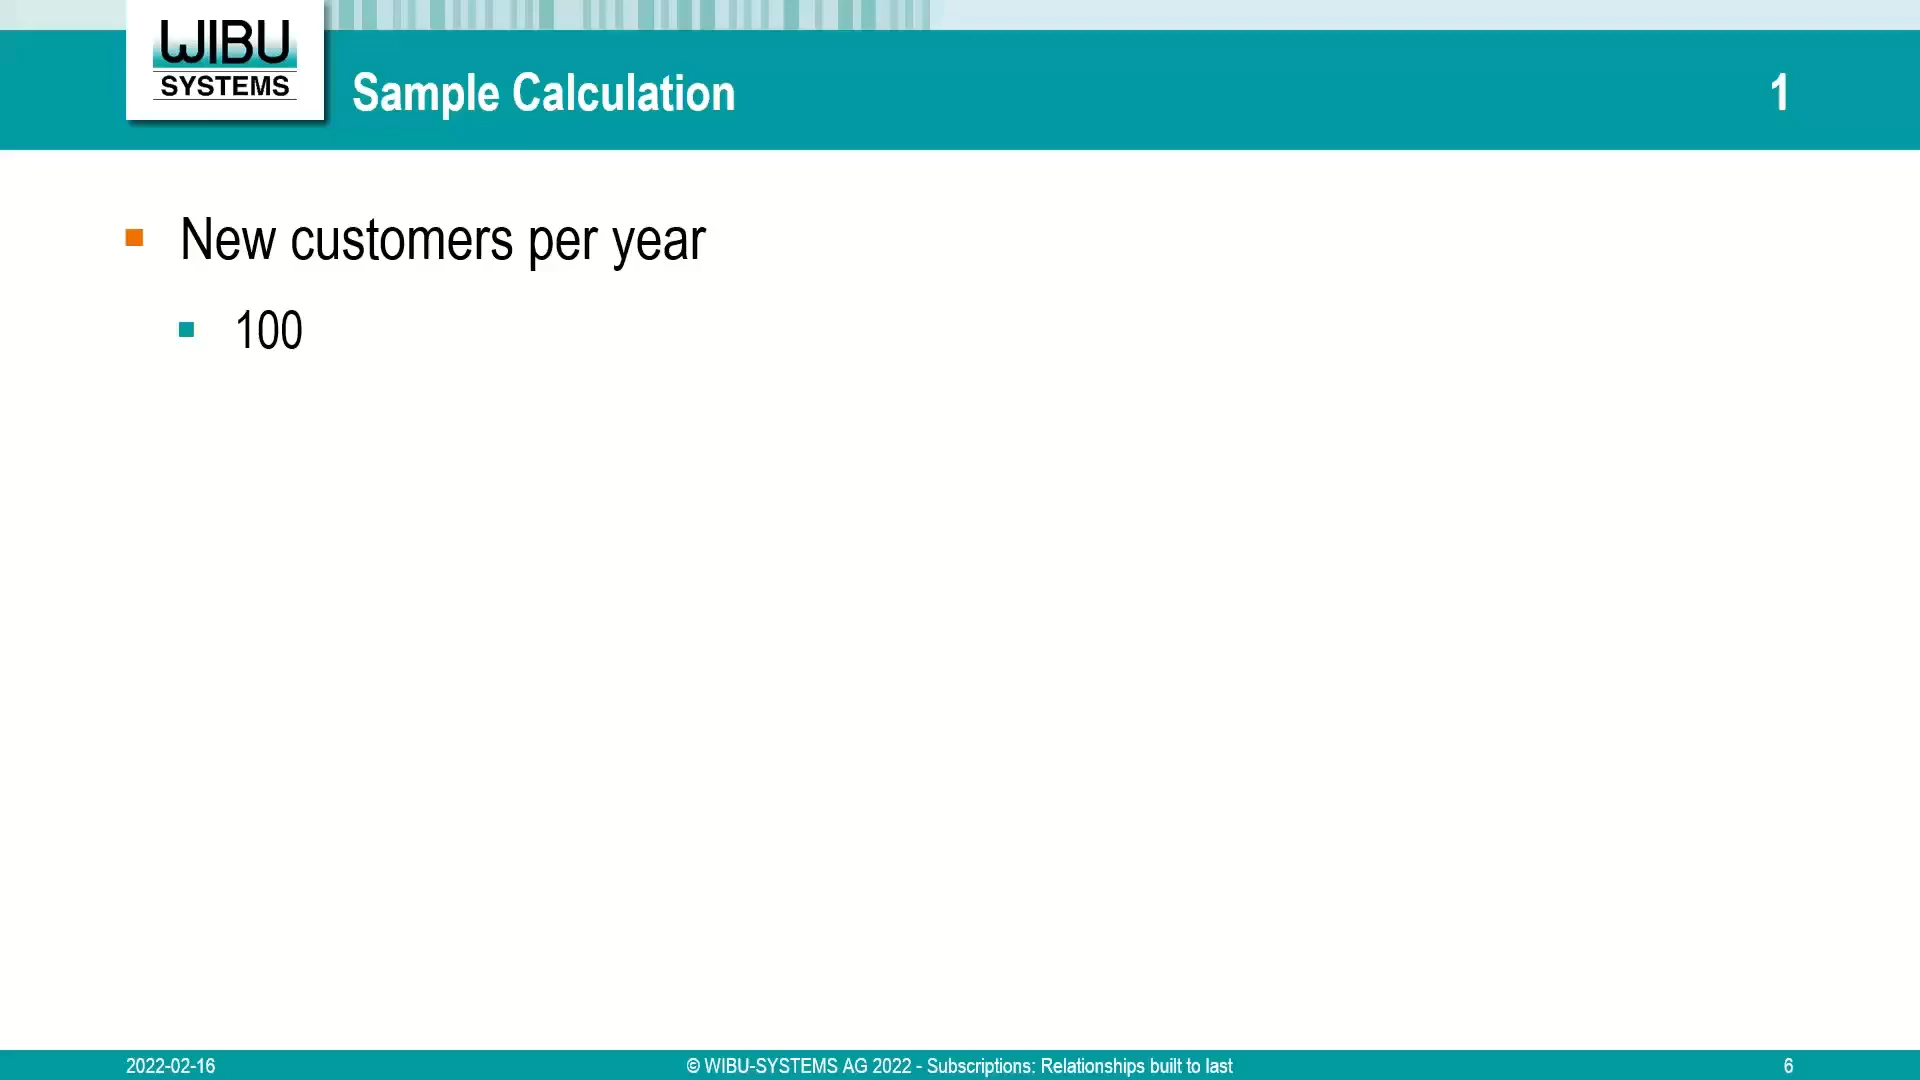 WIBU
SYSTEMS
Sample Calculation
1
New customers per year
100
2022-02-16
© WIBU-SYSTEMS AG 2022 - Subscriptions: Relationships built to last
6